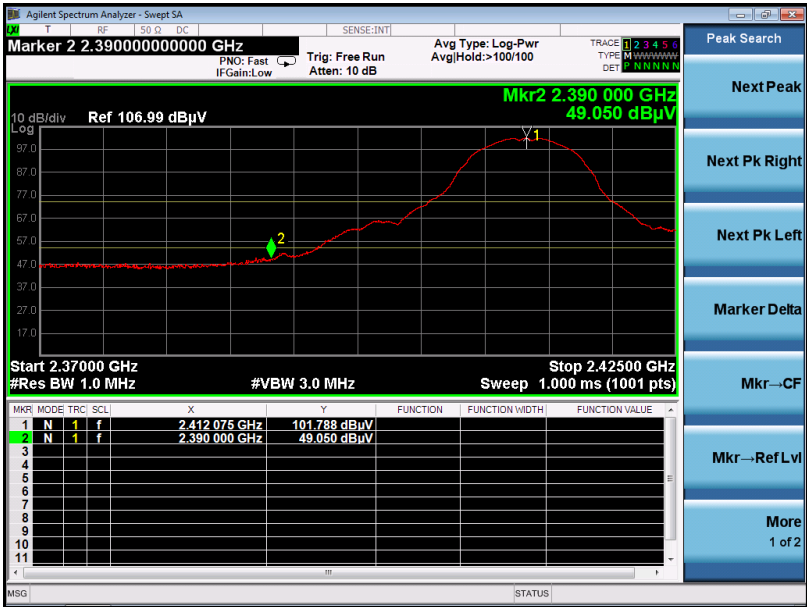 Agilent Spectrum Analyzer - Swept SA
LXI T RF 50 Ω DC SENSE:INT
Marker 2 2.390000000000 GHz
PNO: Fast
IFGain:Low
Trig: Free Run
Atten: 10 dB
Avg Type: Log-Pwr
Avg|Hold:>100/100
TRACE 1 2 3 4 5 6
TYPE M WWWWW
DET P N N N N N
Mkr2 2.390 000 GHz
49.050 dBµV
10 dB/div
Log
Ref 106.99 dBµV
97.0
87.0
77.0
67.0
57.0
47.0
37.0
27.0
17.0
1
2
Start 2.37000 GHz
Stop 2.42500 GHz
#Res BW 1.0 MHz
#VBW 3.0 MHz
Sweep 1.000 ms (1001 pts)
MKR MODE TRC SCL X Y FUNCTION FUNCTION WIDTH FUNCTION VALUE
1 N 1 f 2.412 075 GHz 101.788 dBµV
2 N 1 f 2.390 000 GHz 49.050 dBµV
3
4
5
6
7
8
9
10
11
MSG
STATUS
Peak Search
Next Peak
Next Pk Right
Next Pk Left
Marker Delta
Mkr→CF
Mkr→Ref Lvl
More
1 of 2